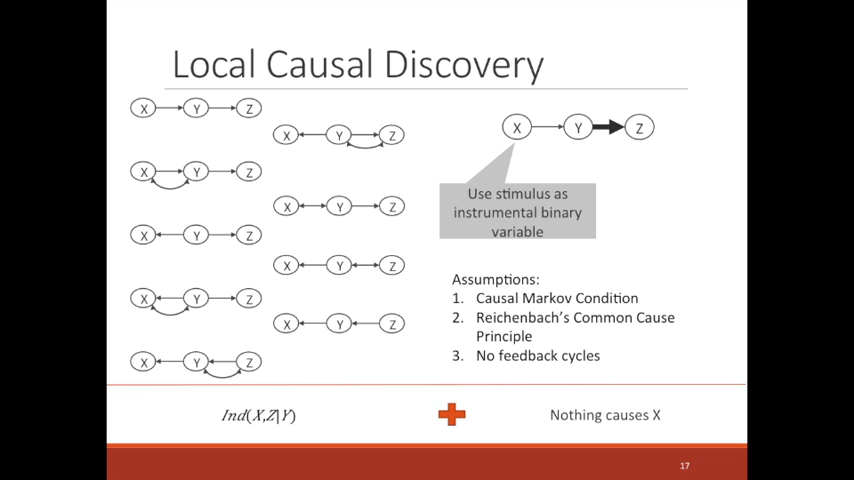 Local Causal Discovery
X Y Z
X Y Z
X Y Z
X Y Z
X Y Z
X Y Z
X Y Z
X Y Z
X Y Z
X Y Z
Use stimulus as
instrumental binary
variable
Assumptions:
1. Causal Markov Condition
2. Reichenbach's Common Cause
Principle
3. No feedback cycles
Ind(X,Z|Y)
Nothing causes X
17